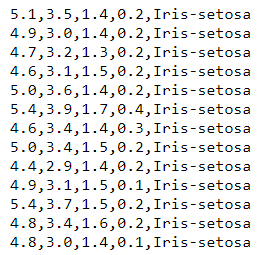 5.1,3.5,1.4,0.2,Iris-setosa
4.9,3.0,1.4,0.2,Iris-setosa
4.7,3.2,1.3,0.2,Iris-setosa
4.6,3.1,1.5,0.2,Iris-setosa
5.0,3.6,1.4,0.2,Iris-setosa
5.4,3.9,1.7,0.4,Iris-setosa
4.6,3.4,1.4,0.3,Iris-setosa
5.0,3.4,1.5,0.2,Iris-setosa
4.4,2.9,1.4,0.2,Iris-setosa
4.9,3.1,1.5,0.1,Iris-setosa
5.4,3.7,1.5,0.2,Iris-setosa
4.8,3.4,1.6,0.2,Iris-setosa
4.8,3.0,1.4,0.1,Iris-setosa